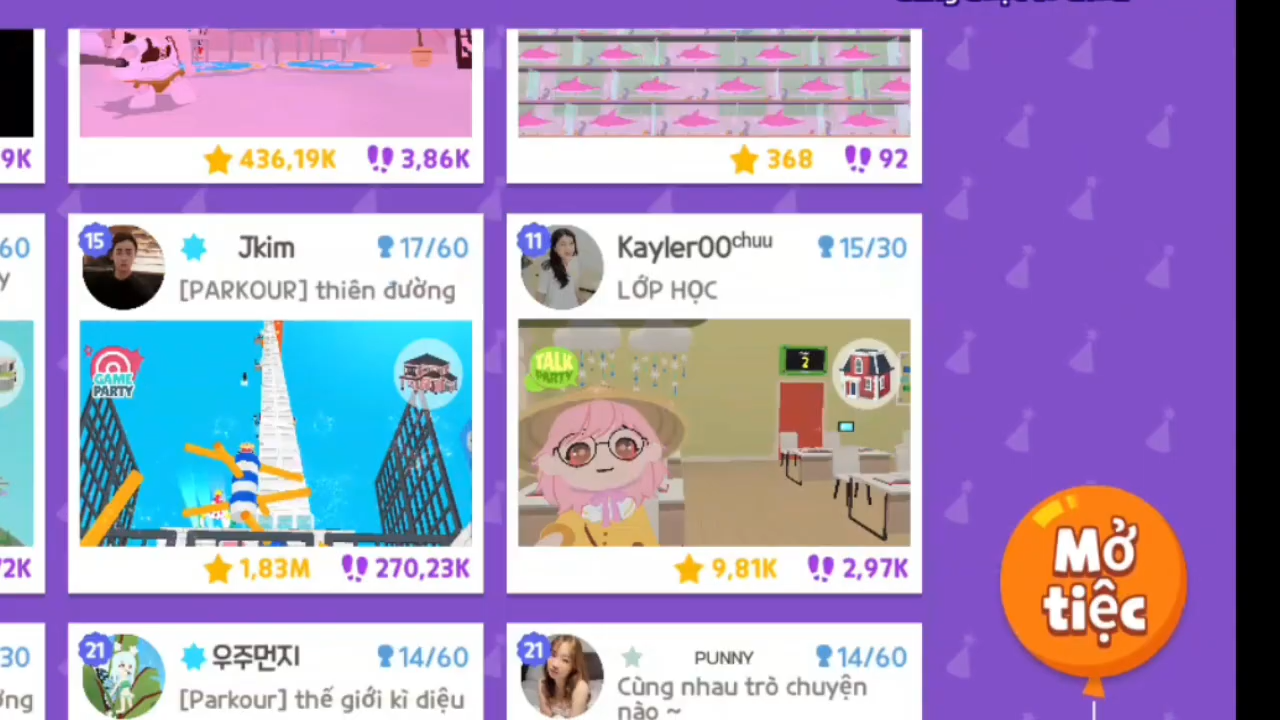 9K
436,19K 3,86K
368 92
60
15 Jkim 17/60
[PARKOUR] thiên đường
GAME
PARTY
1,83M 270,23K
11 Kayler00chuu 15/30
LỚP HỌC
TALK
PARTY
2
9,81K 2,97K
72K
30
21 우주먼지 14/60
[Parkour] thế giới kì diệu
21 PUNNY 14/60
Cùng nhau trò chuyện
nào ~
Mở
tiệc